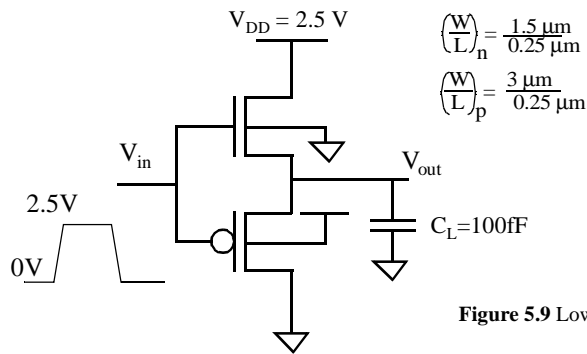 V_DD = 2.5 V
(W/L)_n = 1.5 μm / 0.25 μm
(W/L)_p = 3 μm / 0.25 μm
V_in
V_out
2.5V
0V
C_L=100fF
Figure 5.9 Low